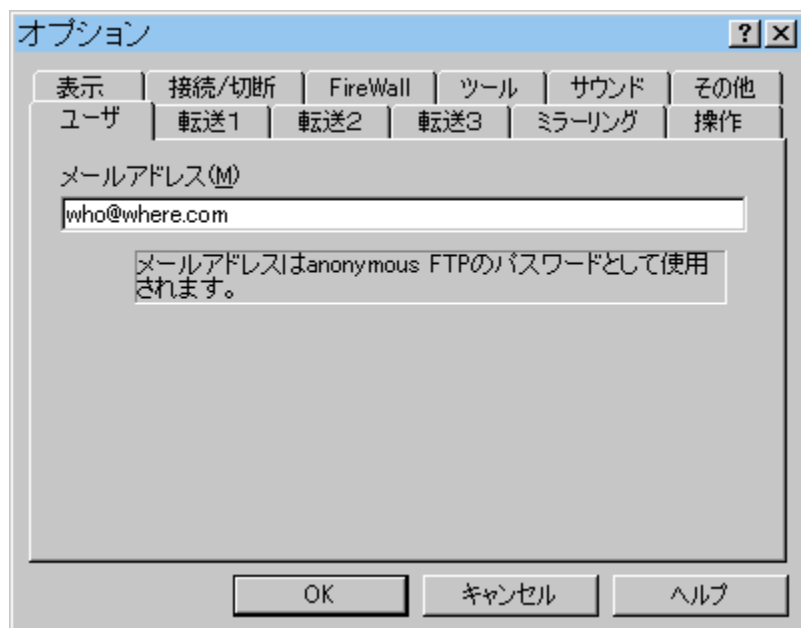 オプション
表示 接続/切断 FireWall ツール サウンド その他
ユーザ 転送1 転送2 転送3 ミラーリング 操作
メールアドレス(M)
who@where.com
メールアドレスはanonymous FTPのパスワードとして使用
されます。
OK キャンセル ヘルプ